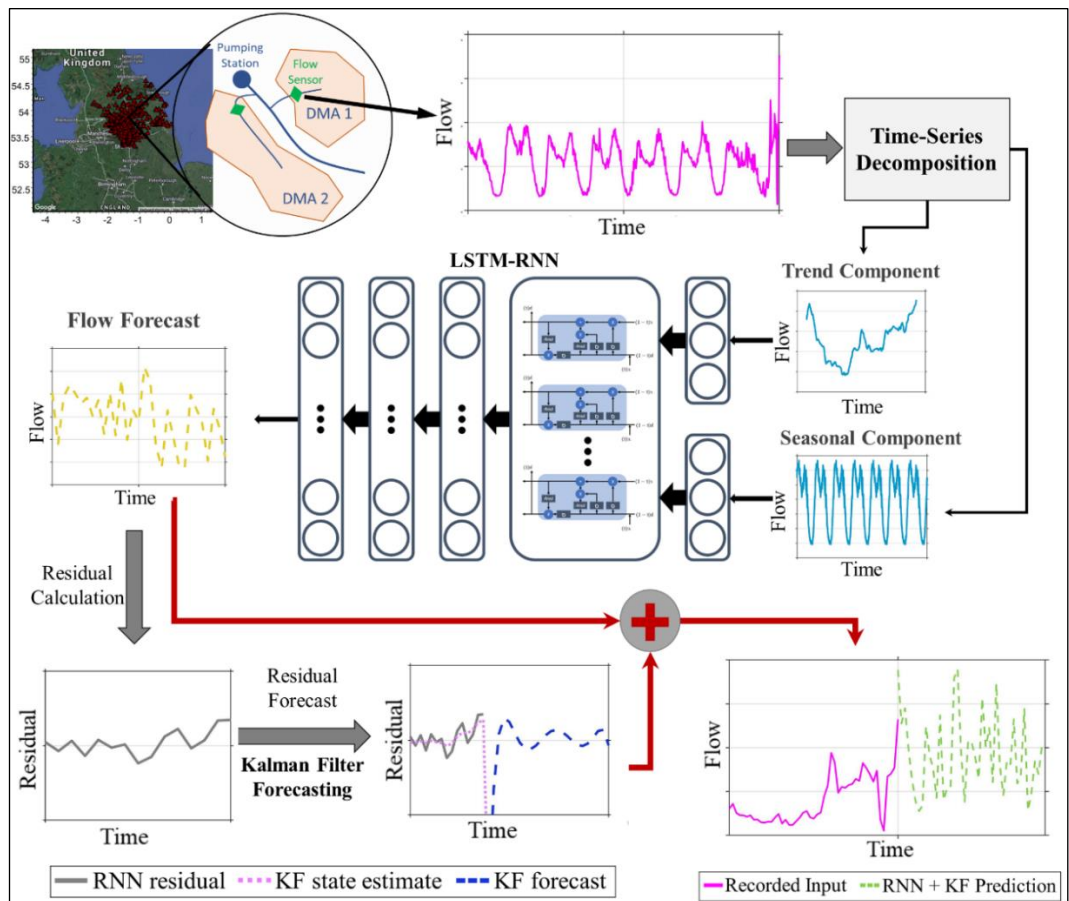 United
Kingdom
55
54.5
54
53.5
53
52.5
-4 -3 -2 -1 0 1
Google
ENGLAND
Birmingham
Pumping
Station
Flow
Sensor
DMA 1
DMA 2
Flow
Time
Time-Series
Decomposition
LSTM-RNN
Trend Component
Flow
Time
Seasonal Component
Flow
Time
Flow Forecast
Flow
Time
Residual
Calculation
Residual
Time
Residual
Forecast
Kalman Filter
Forecasting
Residual
Time
Flow
Time
RNN residual KF state estimate KF forecast
Recorded Input RNN + KF Prediction